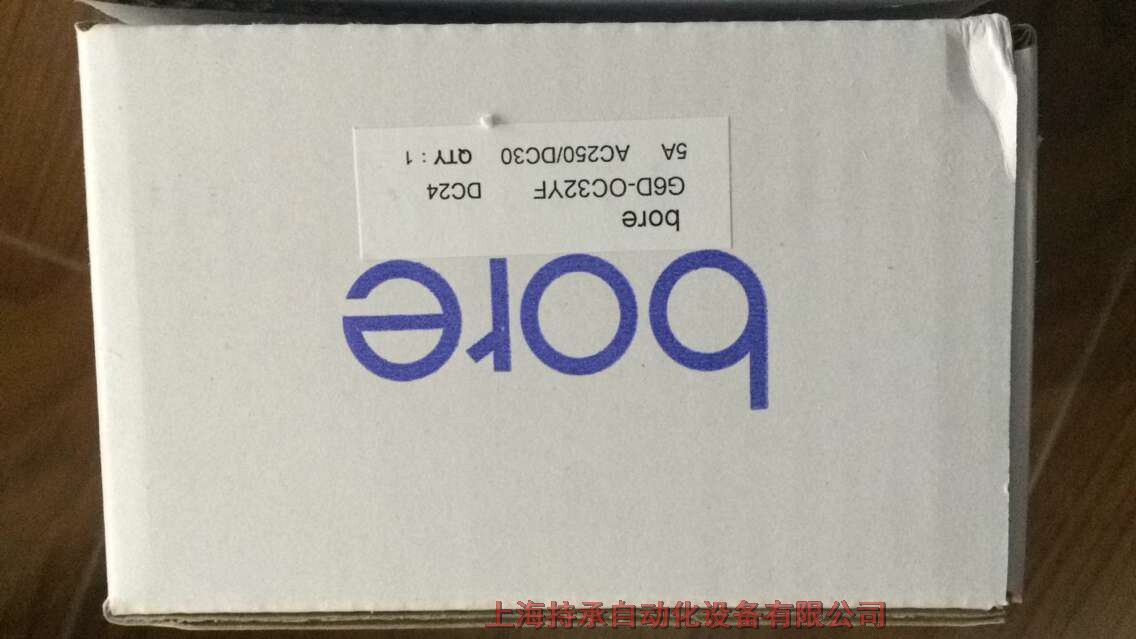 bore
bore
G6D-OC32YF DC24
5A AC250/DC30 QTY : 1
上海持承自动化设备有限公司